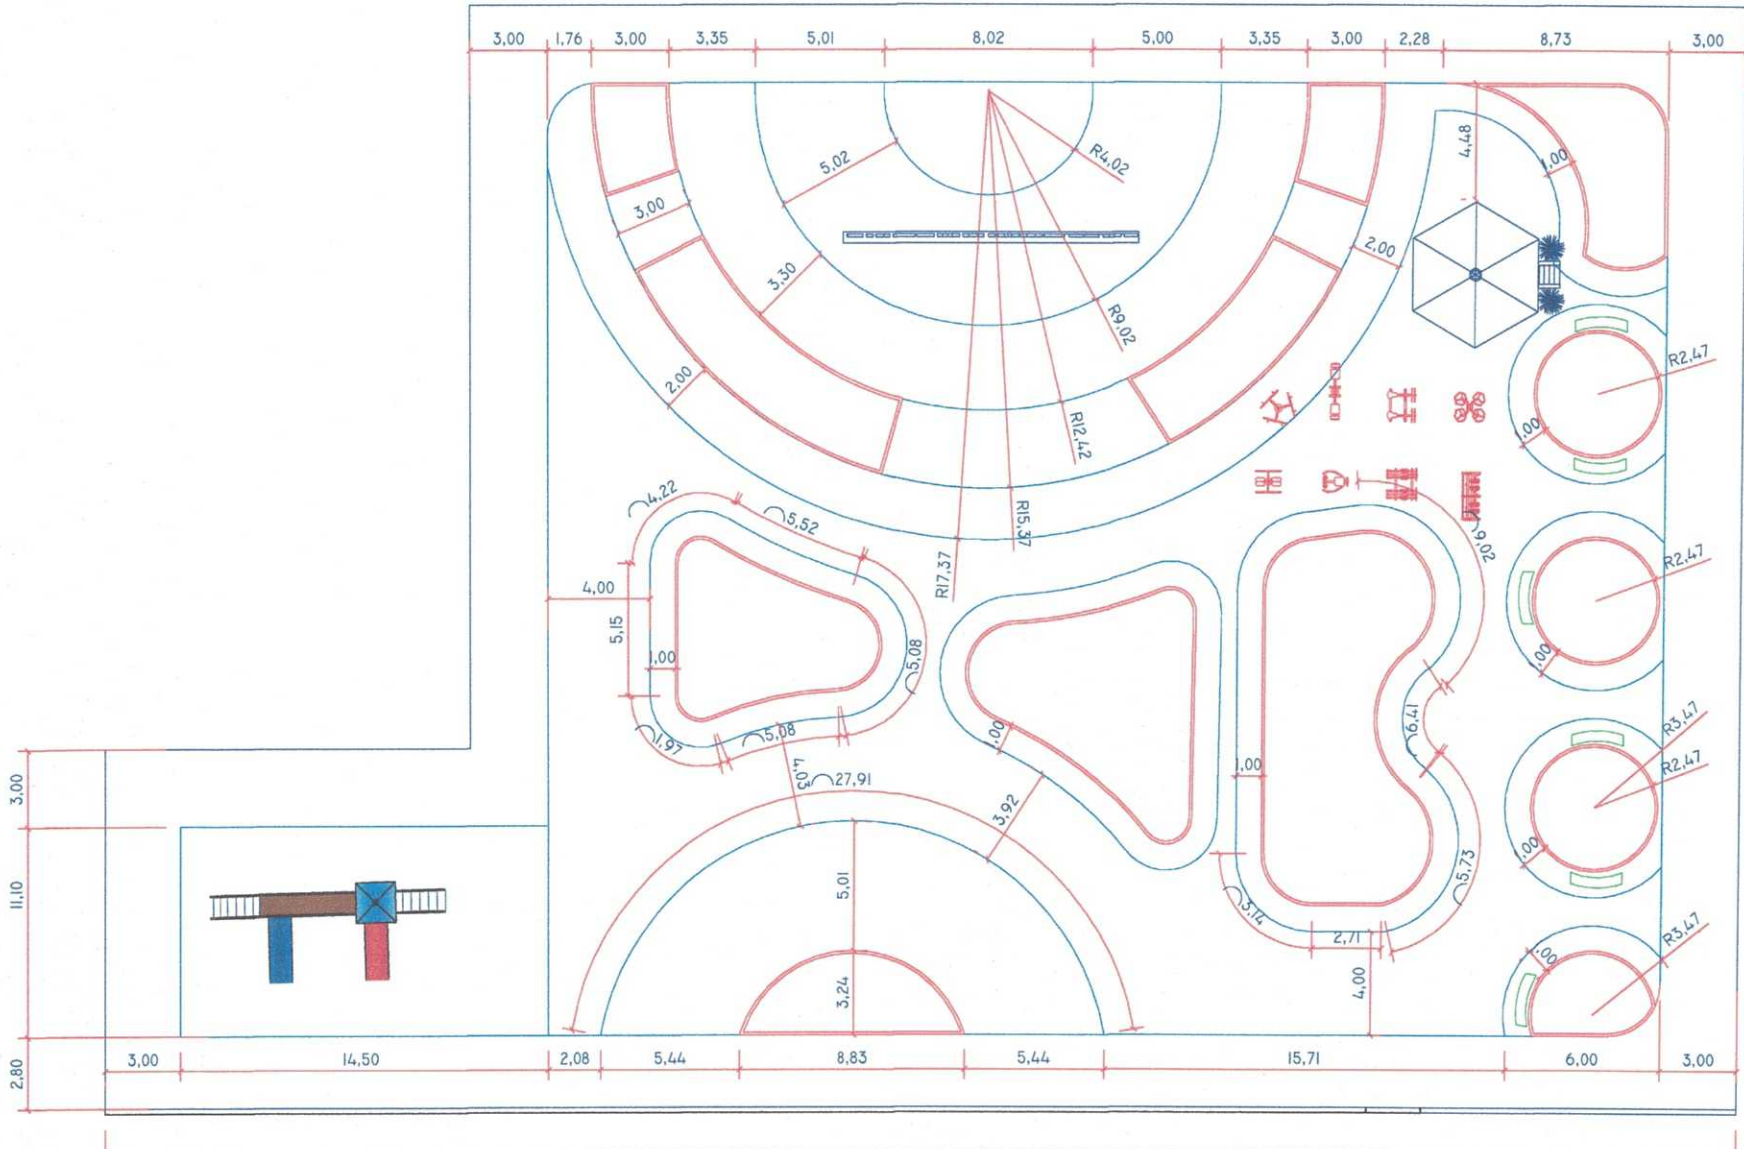 3,00 1,76 3,00 3,35 5,01 8,02 5,00 3,35 3,00 2,28 8,73 3,00
4,48
5,02
R4,02
1,00
3,00
2,00
3,30
R9,02
R2,47
2,00
R12,42
1,00
4,22
5,52
R15,37
9,02
R17,37
R2,47
4,00
5,15
1,00
5,08
1,00
6,41
1,97
5,08
1,00
R3,47
R2,47
4,03
27,91
1,00
3,00
3,92
1,00
5,73
5,01
3,14
11,10
2,71
1,00
R3,47
3,24
4,00
2,80
3,00 14,50 2,08 5,44 8,83 5,44 15,71 6,00 3,00